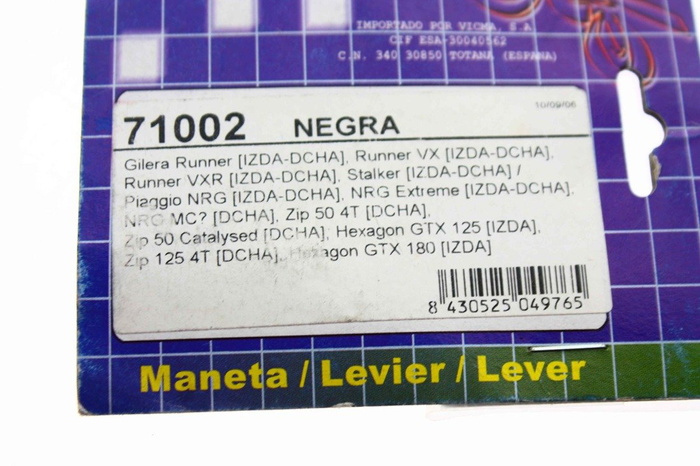 IMPORTADO POR VICMA, S.A
CIF ESA-30040562
C.N. 340 30850 TOTANA (ESPAÑA)
10/09/06
71002 NEGRA
Gilera Runner [IZDA-DCHA], Runner VX [IZDA-DCHA],
Runner VXR [IZDA-DCHA], Stalker [IZDA-DCHA] /
Piaggio NRG [IZDA-DCHA], NRG Extreme [IZDA-DCHA],
NRG MC? [DCHA], Zip 50 4T [DCHA],
Zip 50 Catalysed [DCHA], Hexagon GTX 125 [IZDA],
Zip 125 4T [DCHA], Hexagon GTX 180 [IZDA]
8 430525 049765
Maneta / Levier / Lever